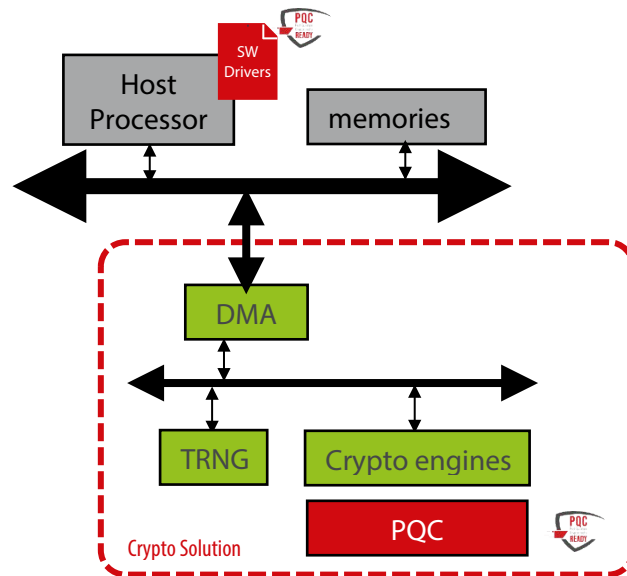 PQC
READY
SW
Drivers
Host
Processor
memories
DMA
TRNG
Crypto engines
PQC
PQC
READY
Crypto Solution